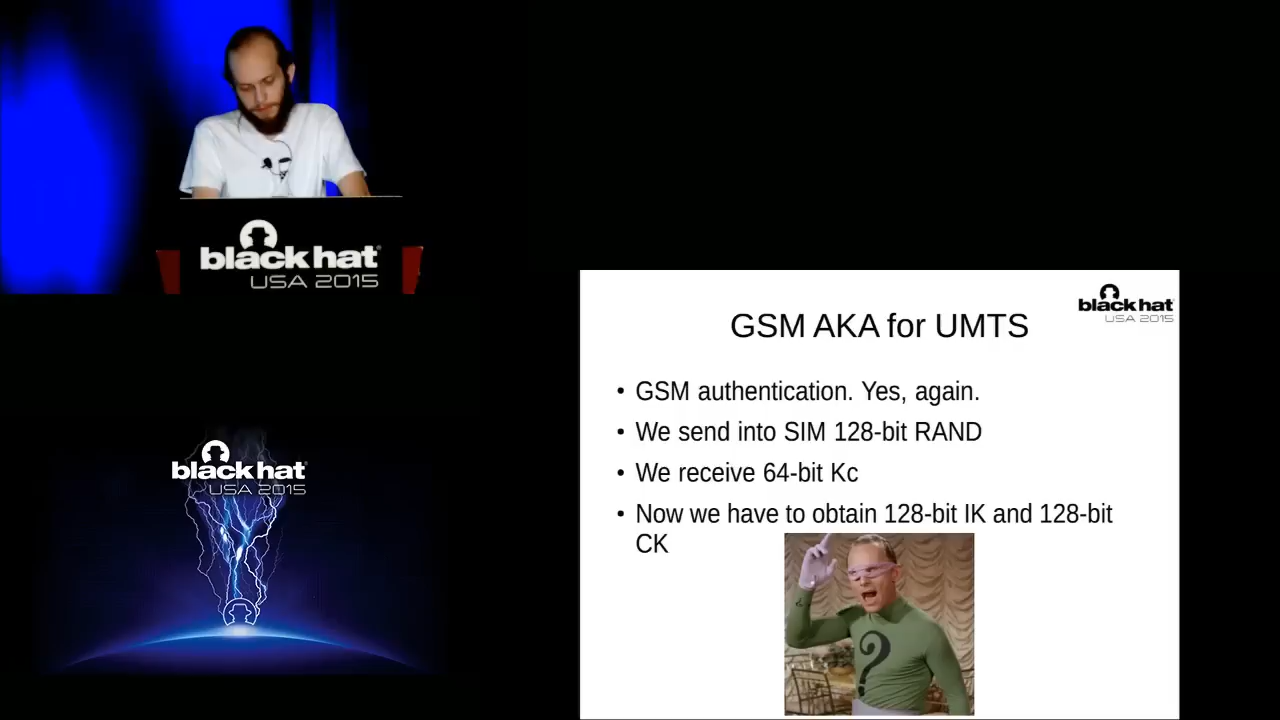 black hat
USA 2015
black hat
USA 2015
black hat
USA 2015
GSM AKA for UMTS
• GSM authentication. Yes, again.
• We send into SIM 128-bit RAND
• We receive 64-bit Kc
• Now we have to obtain 128-bit IK and 128-bit
CK
?